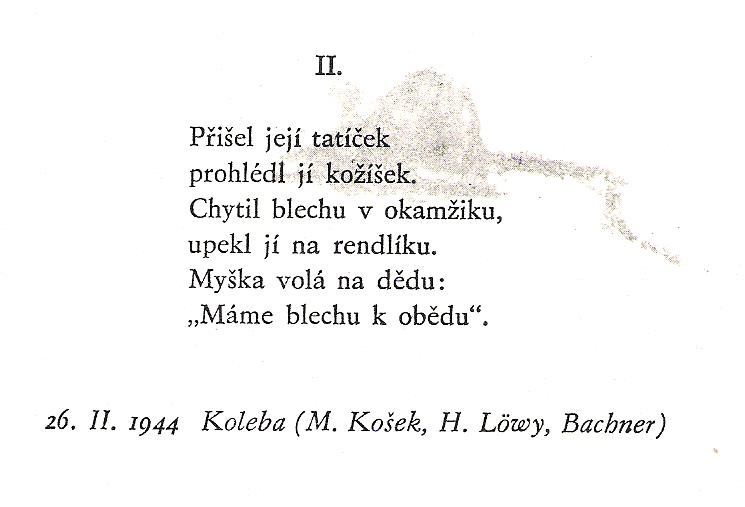 II.
Přišel její tatíček
prohlédl jí kožíšek.
Chytil blechu v okamžiku,
upekl jí na rendlíku.
Myška volá na dědu:
„Máme blechu k obědu“.
26. II. 1944 Koleba (M. Košek, H. Löwy, Bachner)